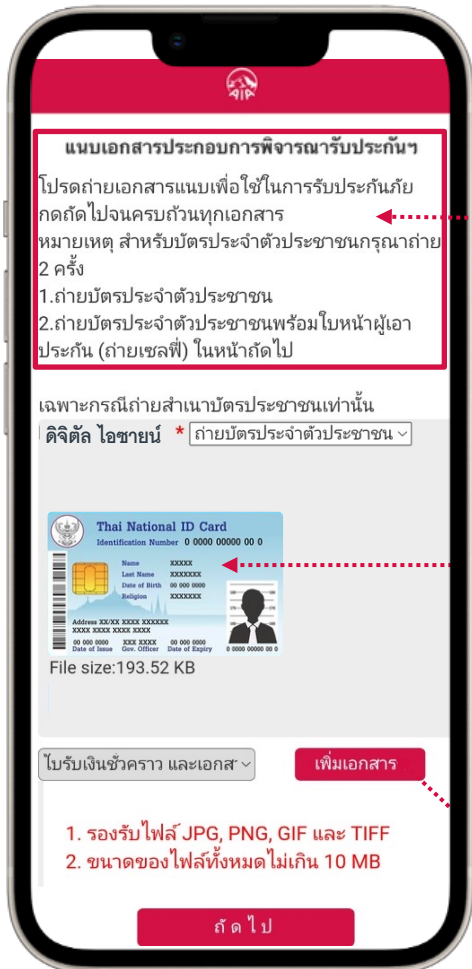 AIA
แนบเอกสารประกอบการพิจารณารับประกันฯ
โปรดถ่ายเอกสารแนบเพื่อใช้ในการรับประกันภัย
กดถัดไปจนครบถ้วนทุกเอกสาร
หมายเหตุ สำหรับบัตรประจำตัวประชาชนกรุณาถ่าย
2 ครั้ง
1.ถ่ายบัตรประจำตัวประชาชน
2.ถ่ายบัตรประจำตัวประชาชนพร้อมใบหน้าผู้เอา
ประกัน (ถ่ายเซลฟี่) ในหน้าถัดไป
เฉพาะกรณีถ่ายสำเนาบัตรประชาชนเท่านั้น
ดิจิตัล ไอซายน์ * ถ่ายบัตรประจำตัวประชาชน
Thai National ID Card
Identification Number 0 0000 00000 00 0
Name XXXXX
Last Name XXXXXXX
Date of Birth 00 000 0000
Religion XXXXXXX
Address XX/XX XXXX XXXXXX
XXXX XXXX XXXX XXXX
00 000 0000 XXX XXXX 00 000 0000
Date of Issue Gov. Officer Date of Expiry 0 0000 00000 00 0
File size:193.52 KB
ใบรับเงินชั่วคราว และเอกส เพิ่มเอกสาร
1. รองรับไฟล์ JPG, PNG, GIF และ TIFF
2. ขนาดของไฟล์ทั้งหมดไม่เกิน 10 MB
ถัดไป